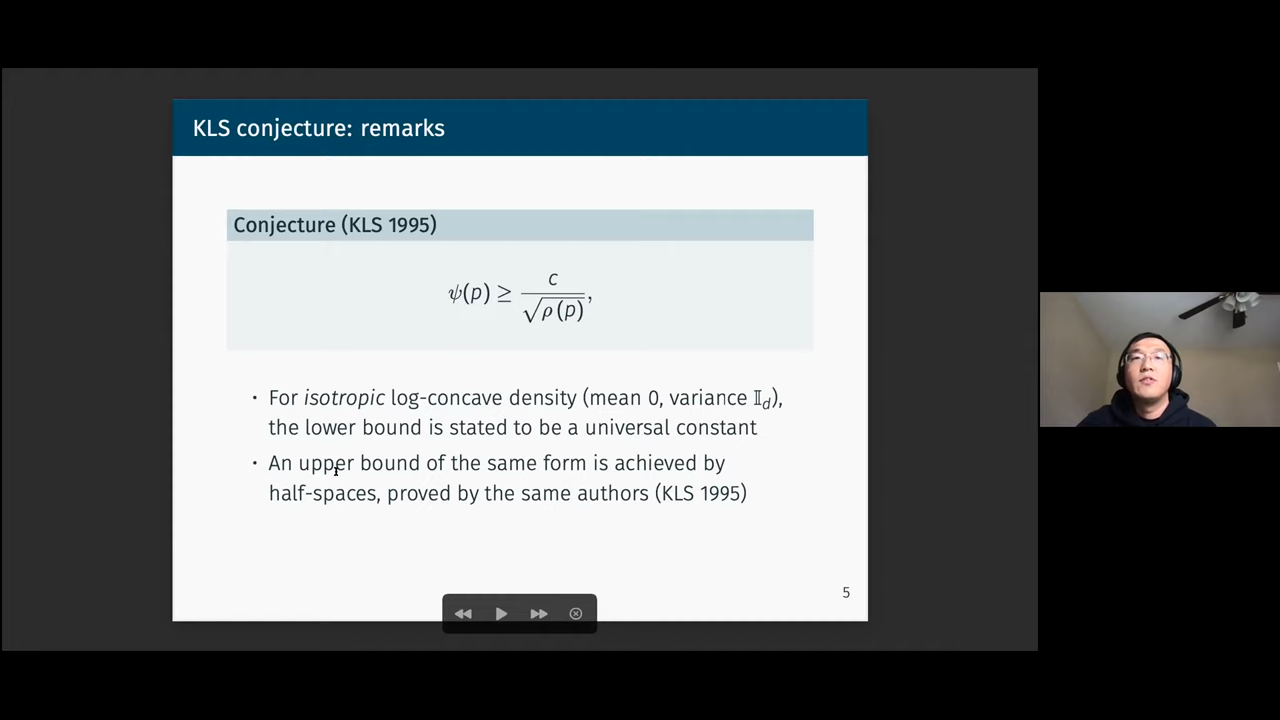 KLS conjecture: remarks
Conjecture (KLS 1995)
ψ(p) ≥ c / √ρ(p),
· For isotropic log-concave density (mean 0, variance 𝕀_d),
the lower bound is stated to be a universal constant
· An upper bound of the same form is achieved by
half-spaces, proved by the same authors (KLS 1995)
5